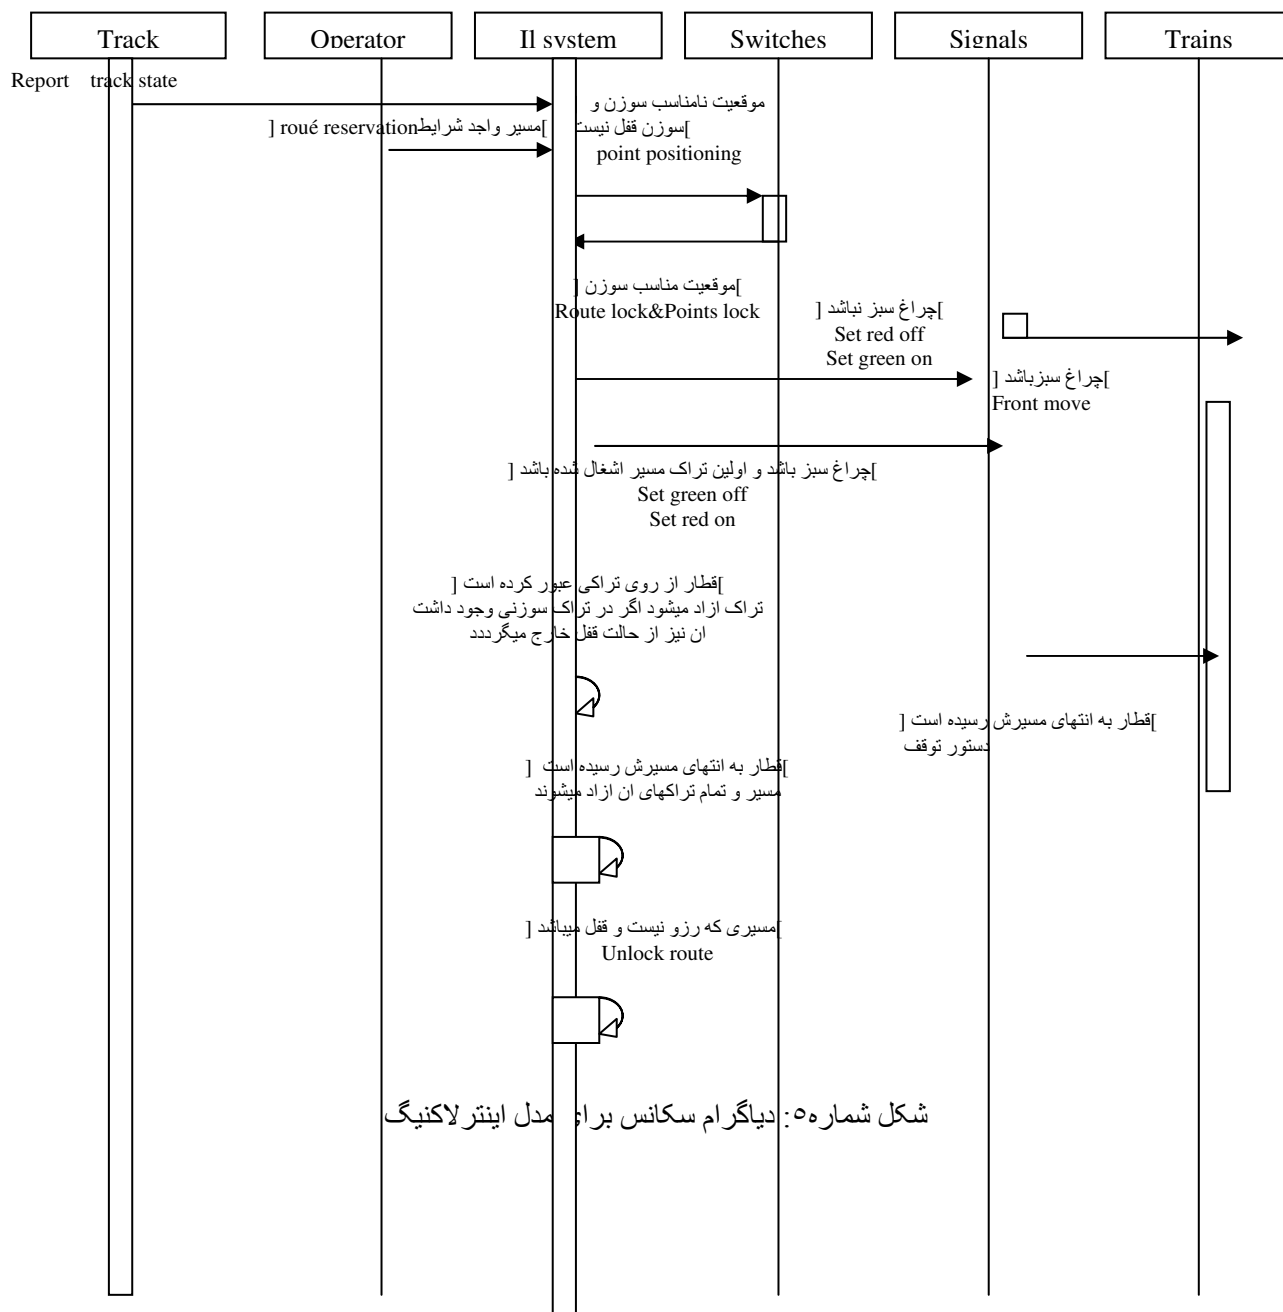 Track
Operator
Il system
Switches
Signals
Trains
Report track state
موقعیت نامناسب سوزن و
[سوزن قفل نیست
point positioning
[مسیر واجد شرایط roué reservation ]
[موقعیت مناسب سوزن ]
Route lock&Points lock
[چراغ سبز نباشد ]
Set red off
Set green on
[چراغ سبزباشد ]
Front move
[چراغ سبز باشد و اولین تراک مسیر اشغال شده باشد ]
Set green off
Set red on
[قطار از روی تراکی عبور کرده است ]
تراک ازاد میشود اگر در تراک سوزنی وجود داشت
ان نیز از حالت قفل خارج میگرددد
[قطار به انتهای مسیرش رسیده است ]
دستور توقف
[قطار به انتهای مسیرش رسیده است ]
مسیر و تمام تراکهای ان ازاد میشوند
[مسیری که رزو نیست و قفل میباشد ]
Unlock route
شکل شماره۵: دیاگرام سکانس برای مدل اینترلاکنیگ